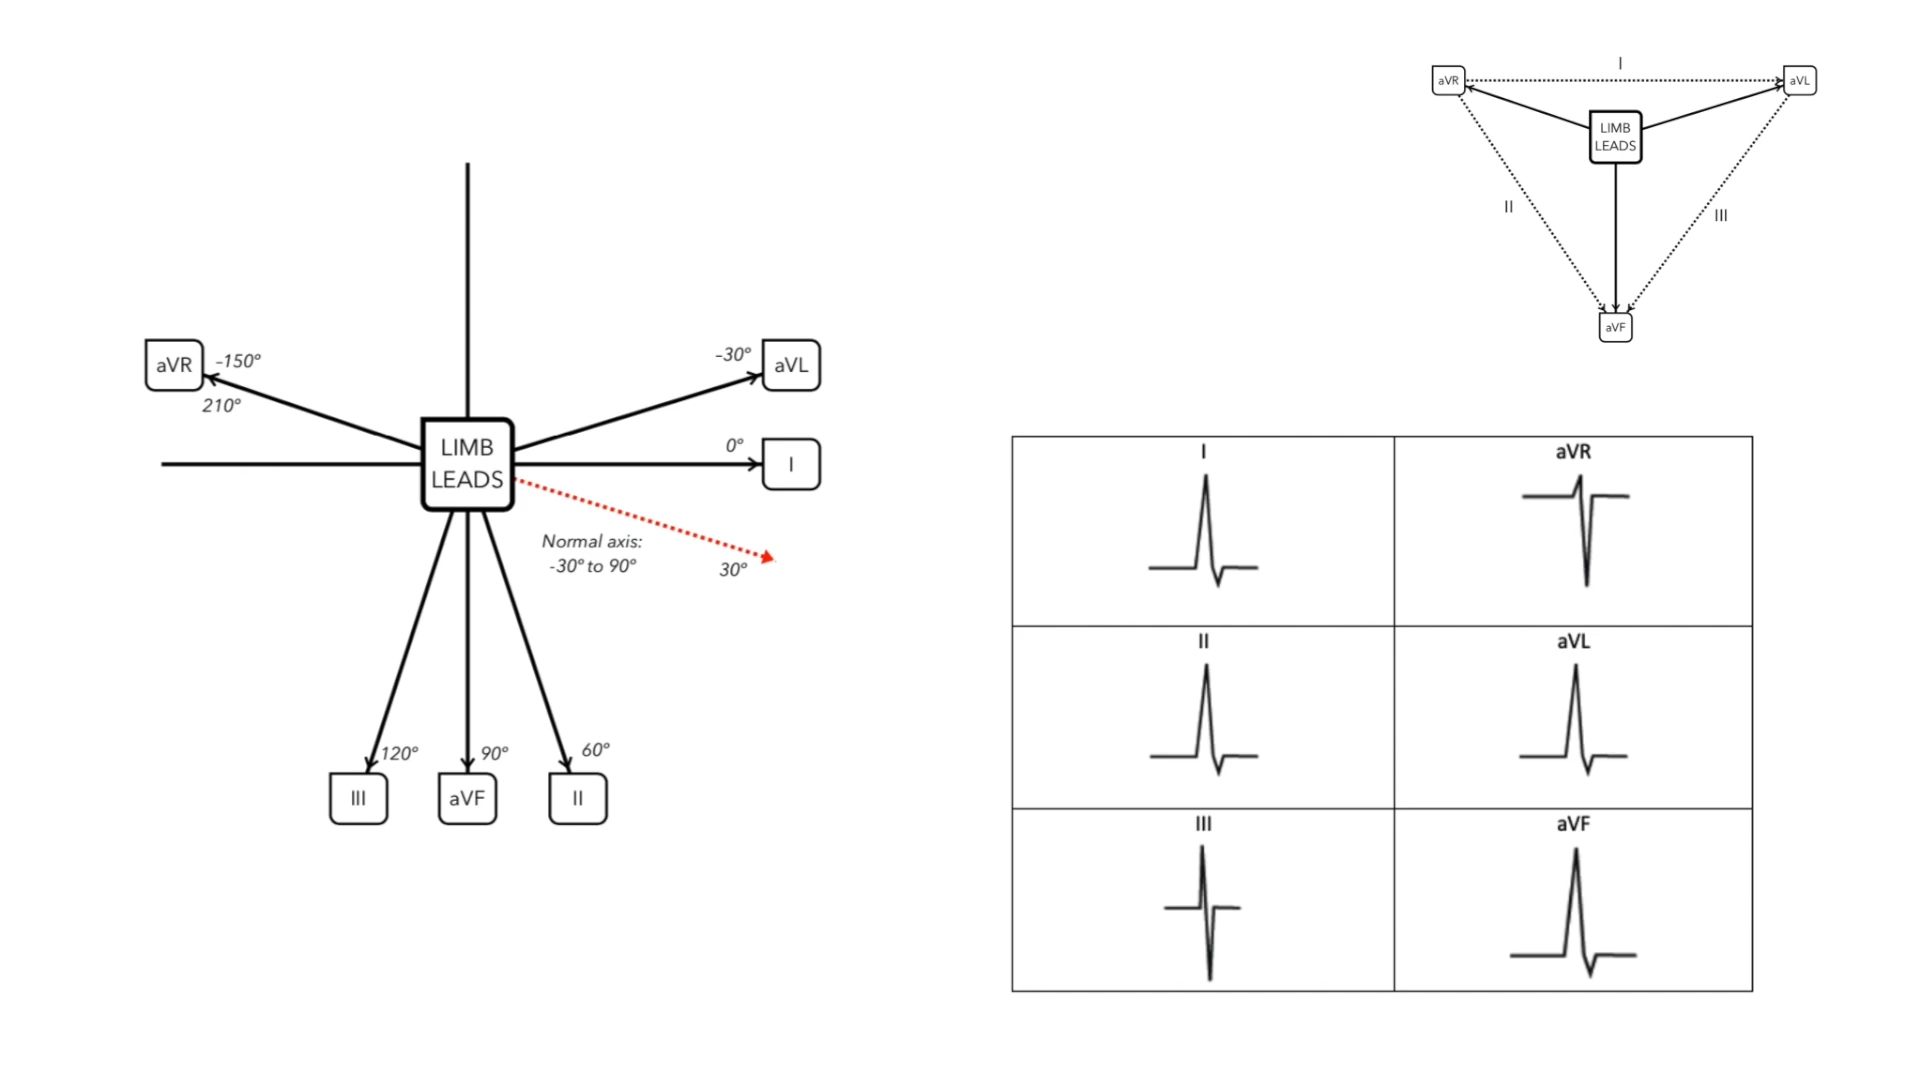 aVR
-150°
210°
LIMB
LEADS
-30°
aVL
0°
I
Normal axis:
-30° to 90°
30°
120°
90°
60°
III
aVF
II
I
aVR
aVL
LIMB
LEADS
II
III
aVF
I
aVR
II
aVL
III
aVF